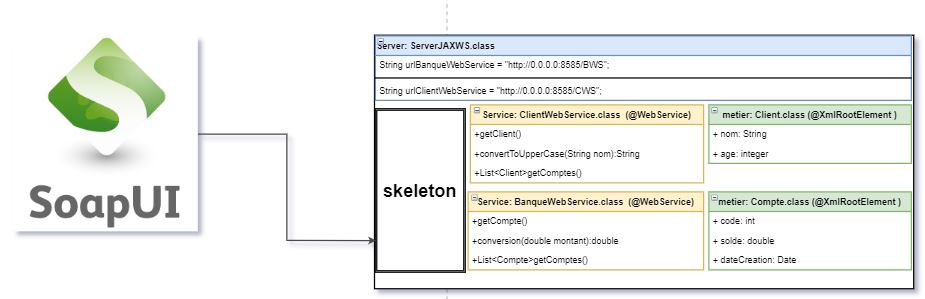 SoapUI
Server: ServerJAXWS.class
String urlBanqueWebService = "http://0.0.0.0:8585/BWS";
String urlClientWebService = "http://0.0.0.0:8585/CWS";
skeleton
Service: ClientWebService.class (@WebService)
+getClient()
+convertToUpperCase(String nom):String
+List<Client>getComptes()
metier: Client.class (@XmlRootElement )
+ nom: String
+ age: integer
Service: BanqueWebService.class (@WebService)
+getCompte()
+conversion(double montant):double
+List<Compte>getComptes()
metier: Compte.class (@XmlRootElement )
+ code: int
+ solde: double
+ dateCreation: Date